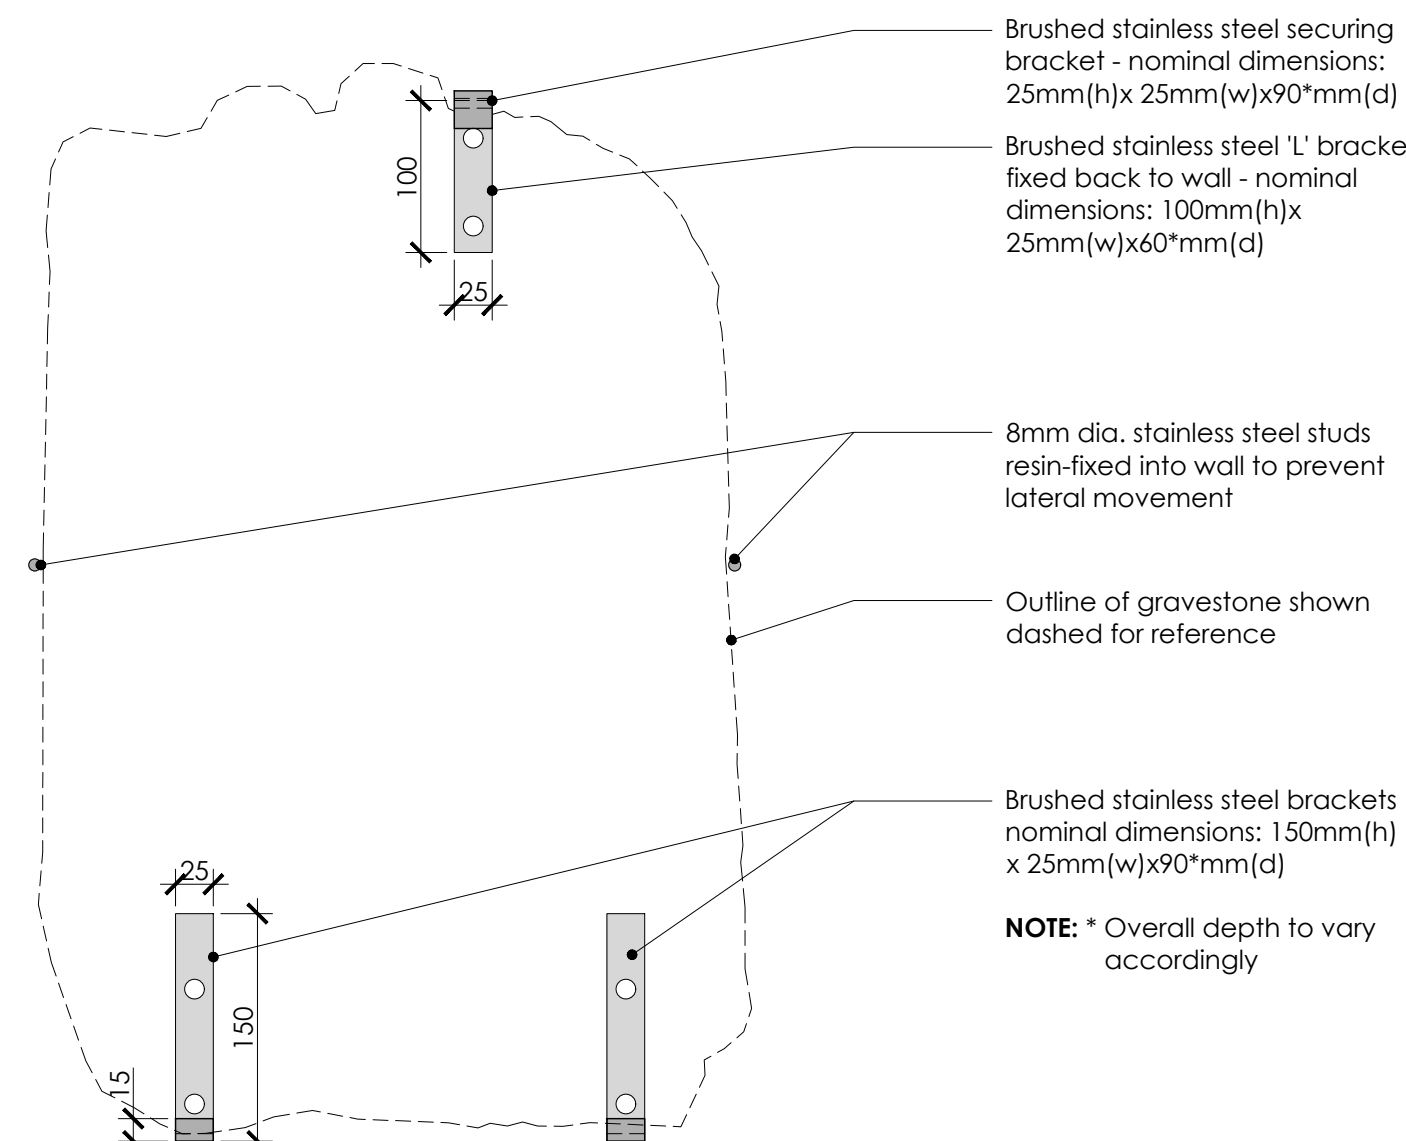 Brushed stainless steel securing
bracket - nominal dimensions:
25mm(h)x 25mm(w)x90*mm(d)
Brushed stainless steel 'L' bracke
fixed back to wall - nominal
dimensions: 100mm(h)x
25mm(w)x60*mm(d)
100
25
8mm dia. stainless steel studs
resin-fixed into wall to prevent
lateral movement
Outline of gravestone shown
dashed for reference
Brushed stainless steel brackets
nominal dimensions: 150mm(h)
x 25mm(w)x90*mm(d)
NOTE: * Overall depth to vary
accordingly
25
150
15